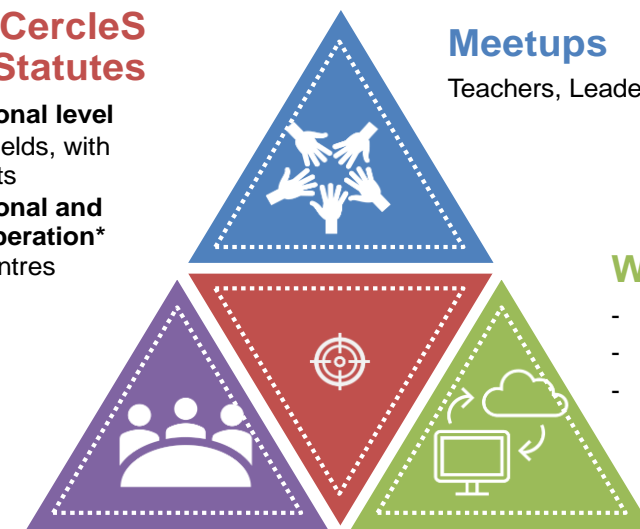 CercleS
Statutes
onal level
elds, with
ts
onal and
peration*
ntres
Meetups
Teachers, Leade
W
-
-
-